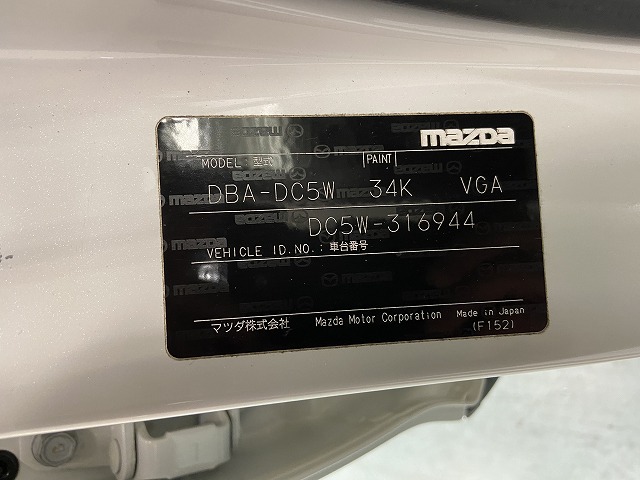 mazda
MODEL:型式 PAINT
DBA-DC5W 34K VGA
DC5W-316944
VEHICLE ID.NO.:車台番号
マツダ株式会社 Mazda Motor Corporation Made in Japan
(F152)